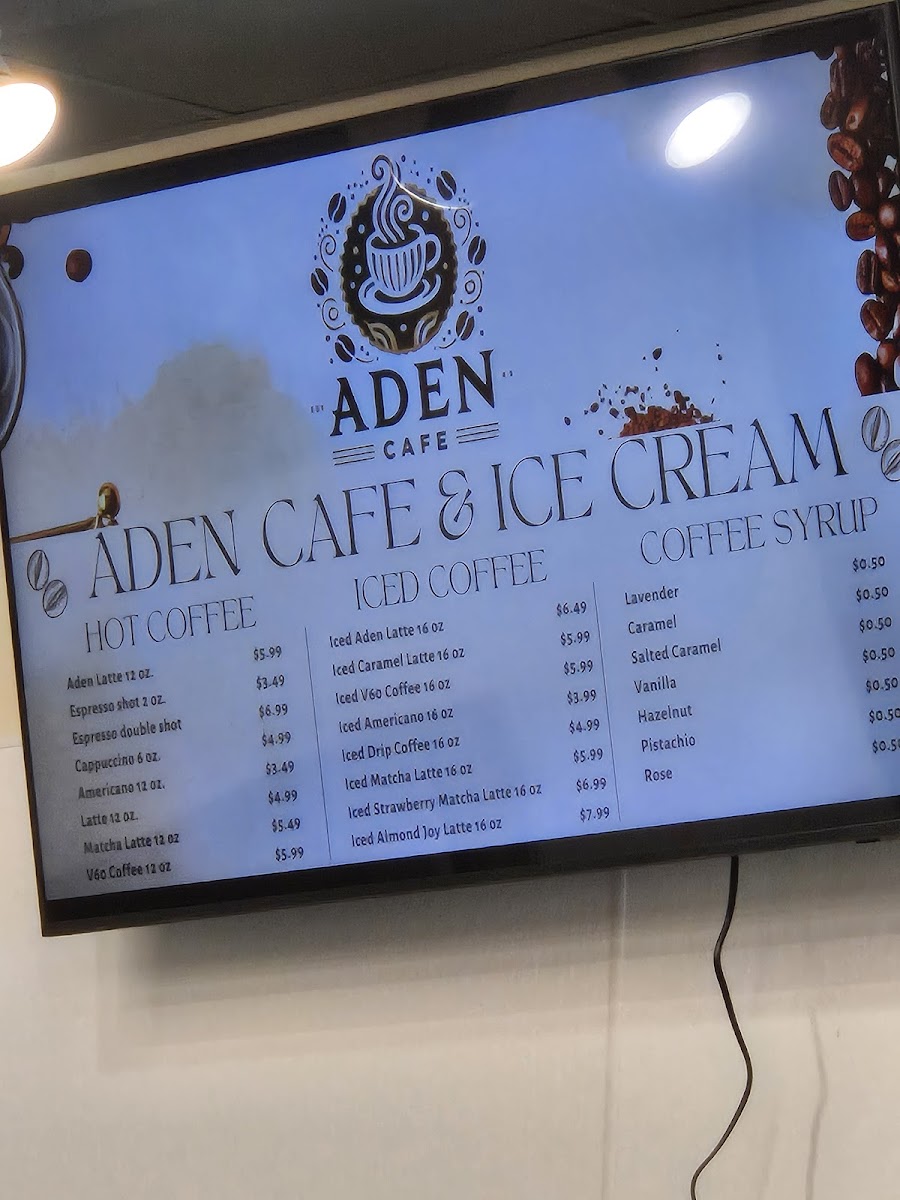 ADEN
CAFE
ADEN CAFE & ICE CREAM
HOT COFFEE
Aden Latte 12 oz. $5.99
Espresso shot 2 oz. $3.49
Espresso double shot $6.99
Cappuccino 6 oz. $4.99
Americano 12 oz. $3.49
Latte 12 oz. $4.99
Matcha Latte 12 oz $5.49
V60 Coffee 12 oz $5.99
ICED COFFEE
Iced Aden Latte 16 oz $6.49
Iced Caramel Latte 16 oz $5.99
Iced V60 Coffee 16 oz $5.99
Iced Americano 16 oz $3.99
Iced Drip Coffee 16 oz $4.99
Iced Matcha Latte 16 oz $5.99
Iced Strawberry Matcha Latte 16 oz $6.99
Iced Almond Joy Latte 16 oz $7.99
COFFEE SYRUP
Lavender $0.50
Caramel $0.50
Salted Caramel $0.50
Vanilla $0.50
Hazelnut $0.50
Pistachio $0.50
Rose $0.50